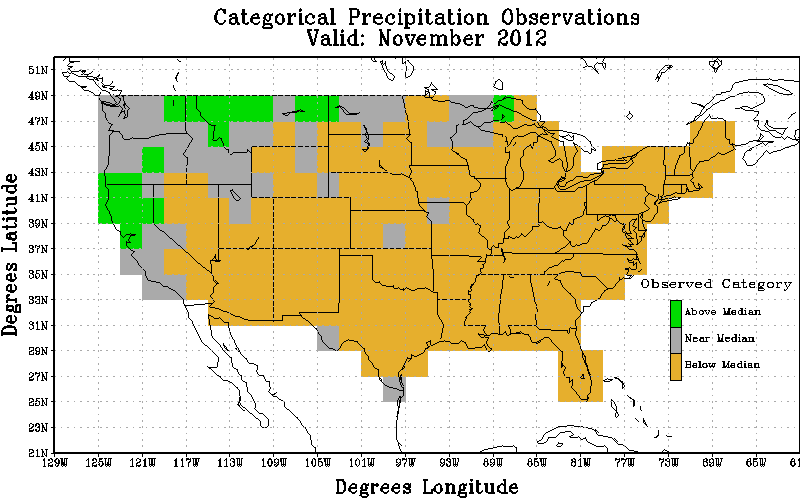 Categorical Precipitation Observations
Valid: November 2012
51N
49N
47N
45N
43N
41N
39N
37N
35N
33N
31N
29N
27N
25N
23N
21N
Degrees Latitude
Observed Category
Above Median
Near Median
Below Median
129W 125W 121W 117W 113W 109W 105W 101W 97W 93W 89W 85W 81W 77W 73W 69W 65W 61
Degrees Longitude